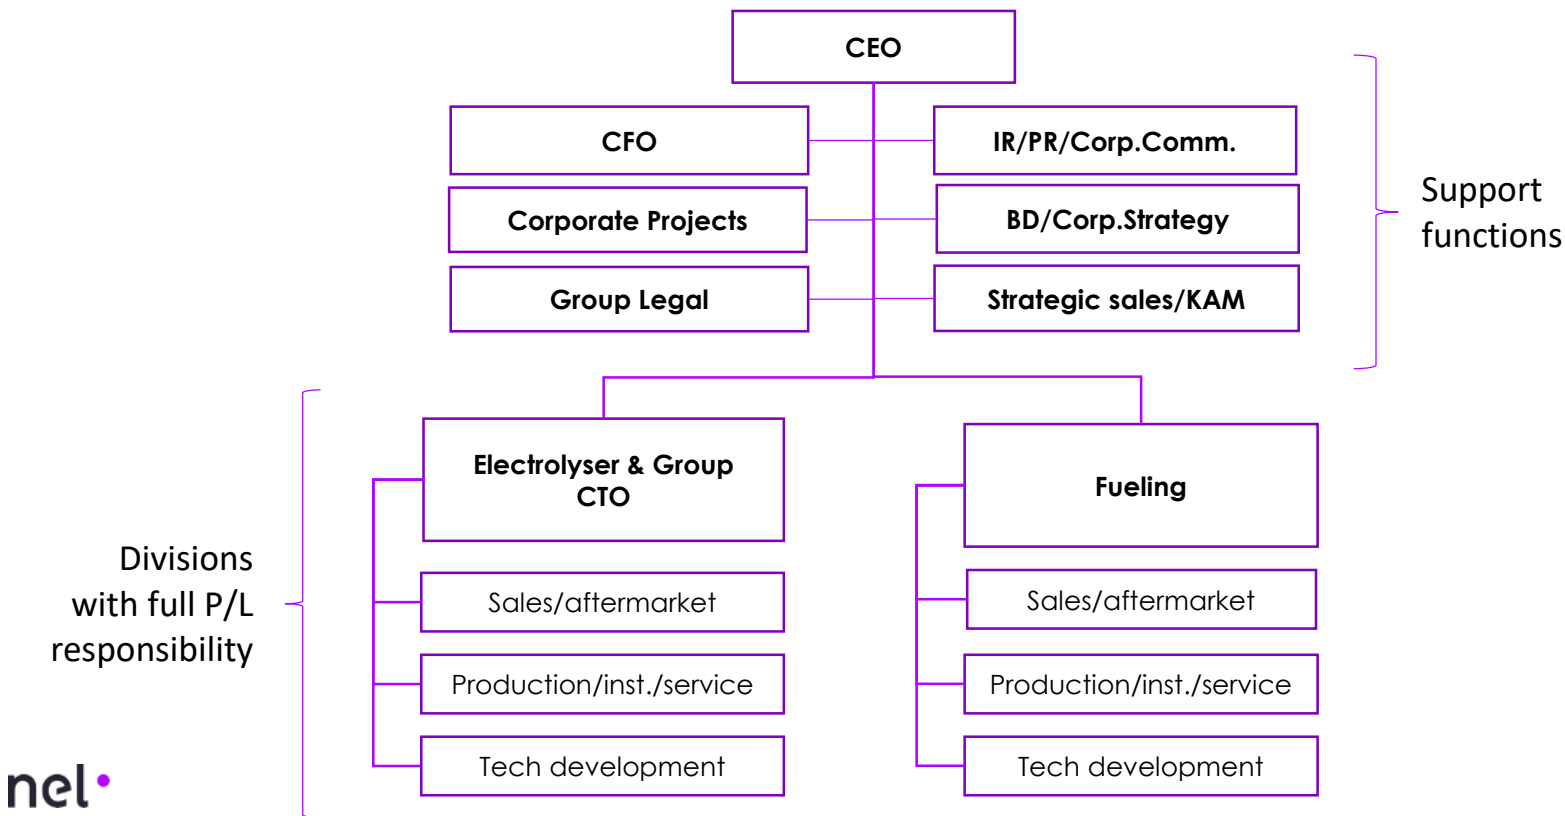 CEO
CFO
IR/PR/Corp.Comm.
Corporate Projects
BD/Corp.Strategy
Group Legal
Strategic sales/KAM
Support
functions
Electrolyser & Group
CTO
Fueling
Divisions
with full P/L
responsibility
Sales/aftermarket
Sales/aftermarket
Production/inst./service
Production/inst./service
Tech development
Tech development
nel